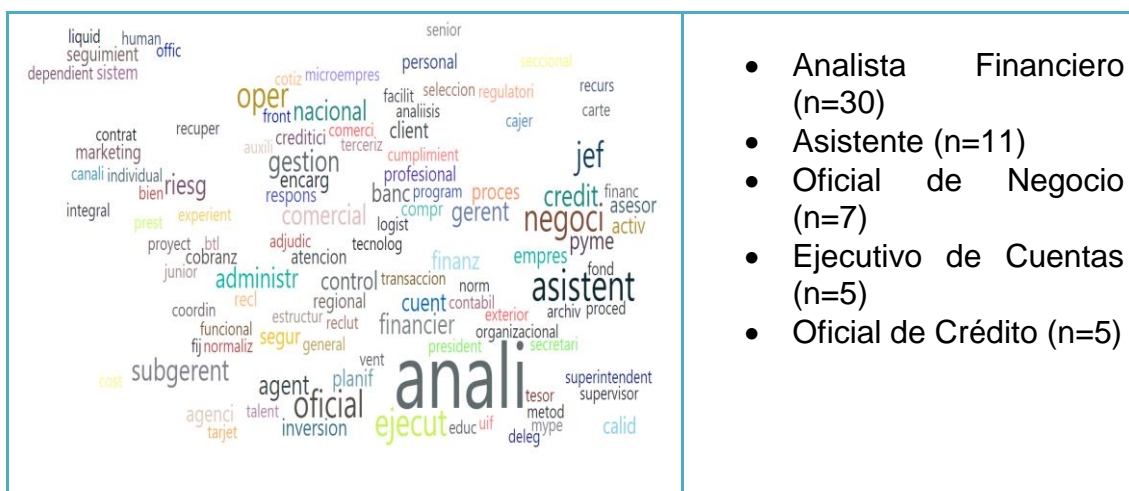 senior
liquid human
seguimient offic
dependient sistem
personal
seccional
cotiz microempres
oper
front nacional
facilit seleccion regulatori
recurs
analiisis
carte
contrat
recuper
creditici comerci client
cajer
auxili terceriz
marketing
gestion
cumplimient
jef
canali individual riesg
encarg
profesional
bien
respons
banc program proces
credit financ
integral
experient
comercial
compr gerent
negoci asesor
prest
logist
activ
proyect btl
adjudic
tecnolog
pyme
cobranz
atencion
finanz
empres
junior
administr
control transaccion
norm
fond
asistent
recl
regional
cuent contabil
archiv proced
coordin
estructur reclut
financier
exterior
funcional
segur
organizacional
fij normaliz
general
president
secretari
vent
anali
cost
subgerent
agent planif
superintendent
tesor supervisor
agenci talent oficial
metod
tarjet
inversion
ejecut educ uif
mype
deleg
calid
• Analista Financiero
(n=30)
• Asistente (n=11)
• Oficial de Negocio
(n=7)
• Ejecutivo de Cuentas
(n=5)
• Oficial de Crédito (n=5)